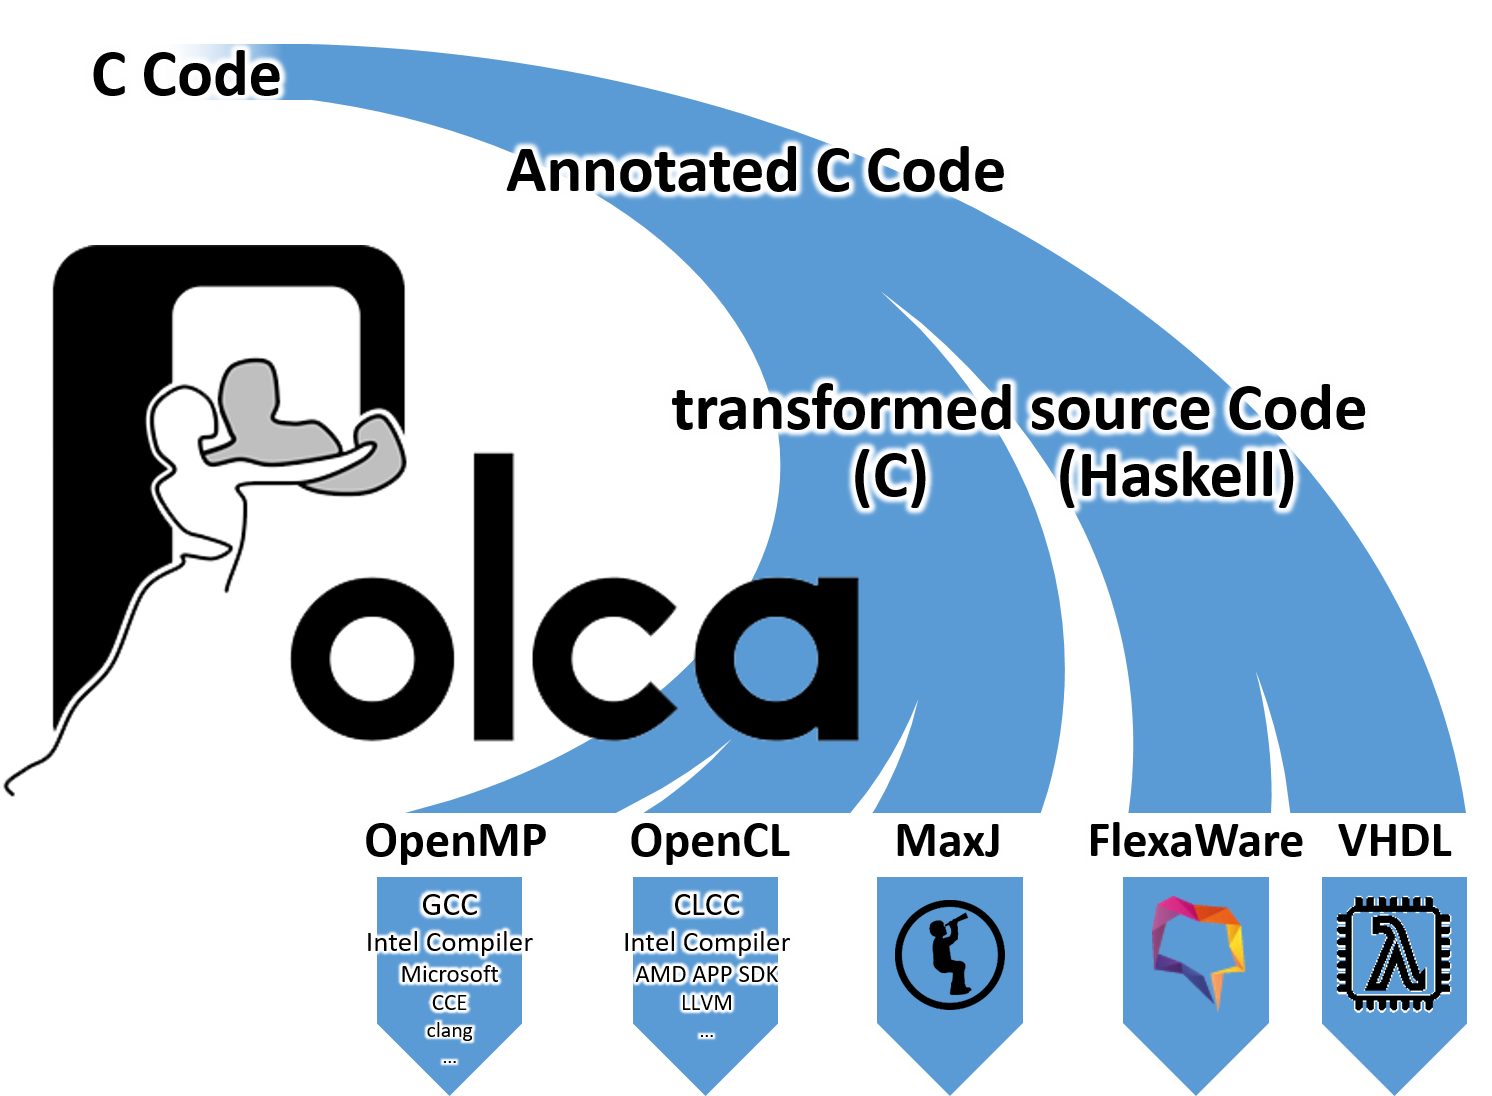 C Code
Annotated C Code
transformed source Code
(C) (Haskell)
Polca
OpenMP OpenCL MaxJ FlexaWare VHDL
GCC
Intel Compiler
Microsoft
CCE
clang
...
CLCC
Intel Compiler
AMD APP SDK
LLVM
...
λ